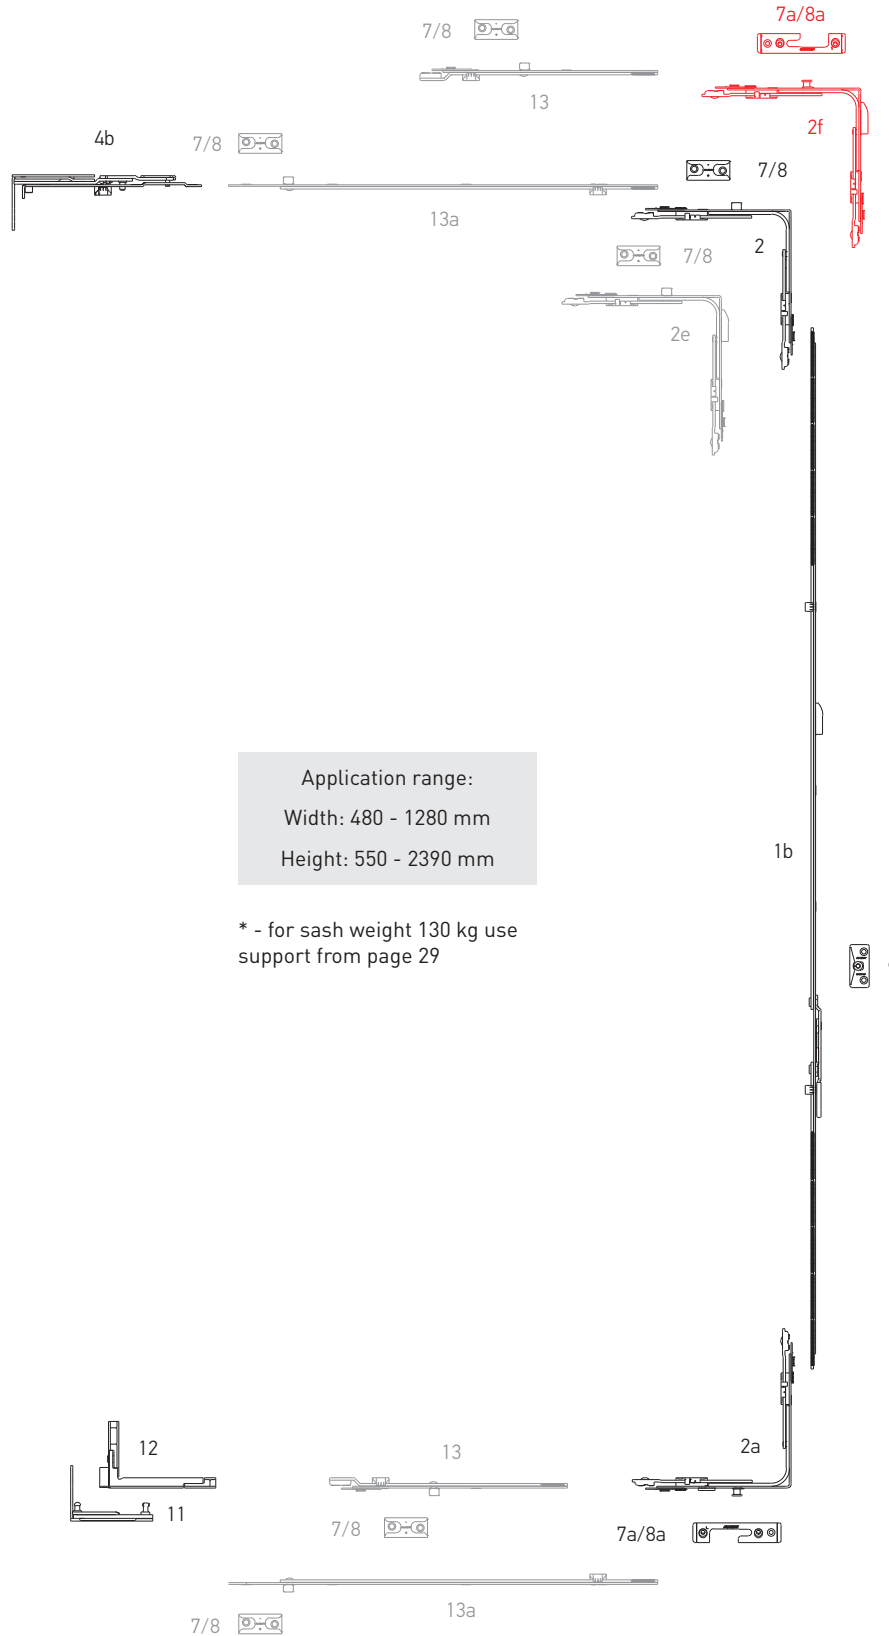 7a/8a
7/8
13
2f
4b
7/8
7/8
13a
2
7/8
2e
Application range:
Width: 480 - 1280 mm
Height: 550 - 2390 mm
1b
* - for sash weight 130 kg use
support from page 29
12
13
2a
11
7/8
7a/8a
13a
7/8